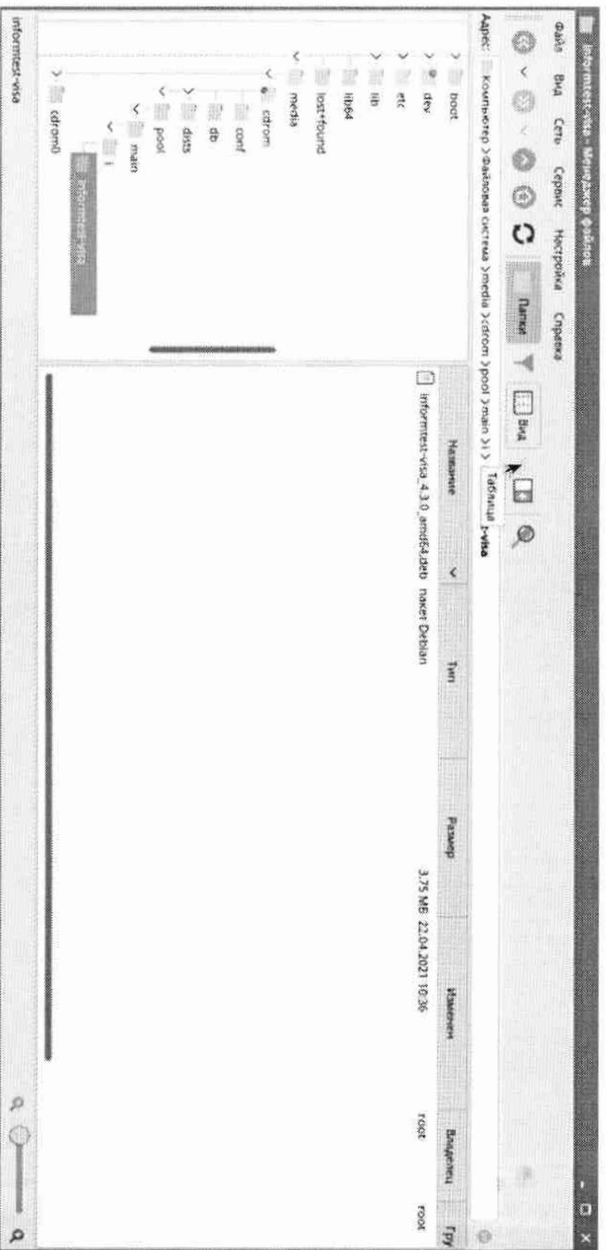 informtest-visa - Менеджер файлов
Файл Вид Сеть Сервис Настройка Справка
Папки Вид
Адрес: Компьютер > Файловая система > media > cdrom > pool > main > i > t-visa
Таблица
boot
dev
etc
lib
lib64
lost+found
media
cdrom
conf
db
dists
pool
main
i
informtest-visa
cdrom0
Название Тип Размер Изменен Владелец Гру
informtest-visa_4.3.0_amd64.deb пакет Debian 3.75 MB 22.04.2021 10:36 root root
informtest-visa